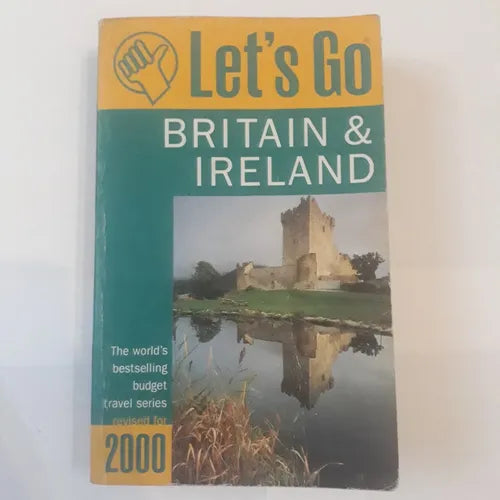 Let's Go
BRITAIN &
IRELAND
The world's
bestselling
budget
travel series
revised for
2000